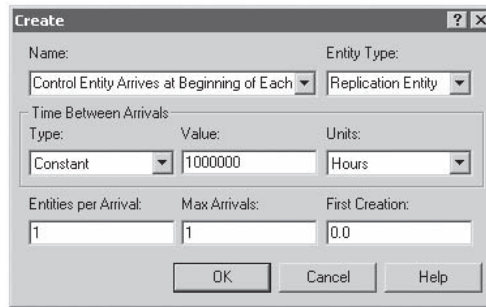 Create
? X
Name: Entity Type:
Control Entity Arrives at Beginning of Each Replication Entity
Time Between Arrivals
Type: Value: Units:
Constant 1000000 Hours
Entities per Arrival: Max Arrivals: First Creation:
1 1 0.0
OK Cancel Help